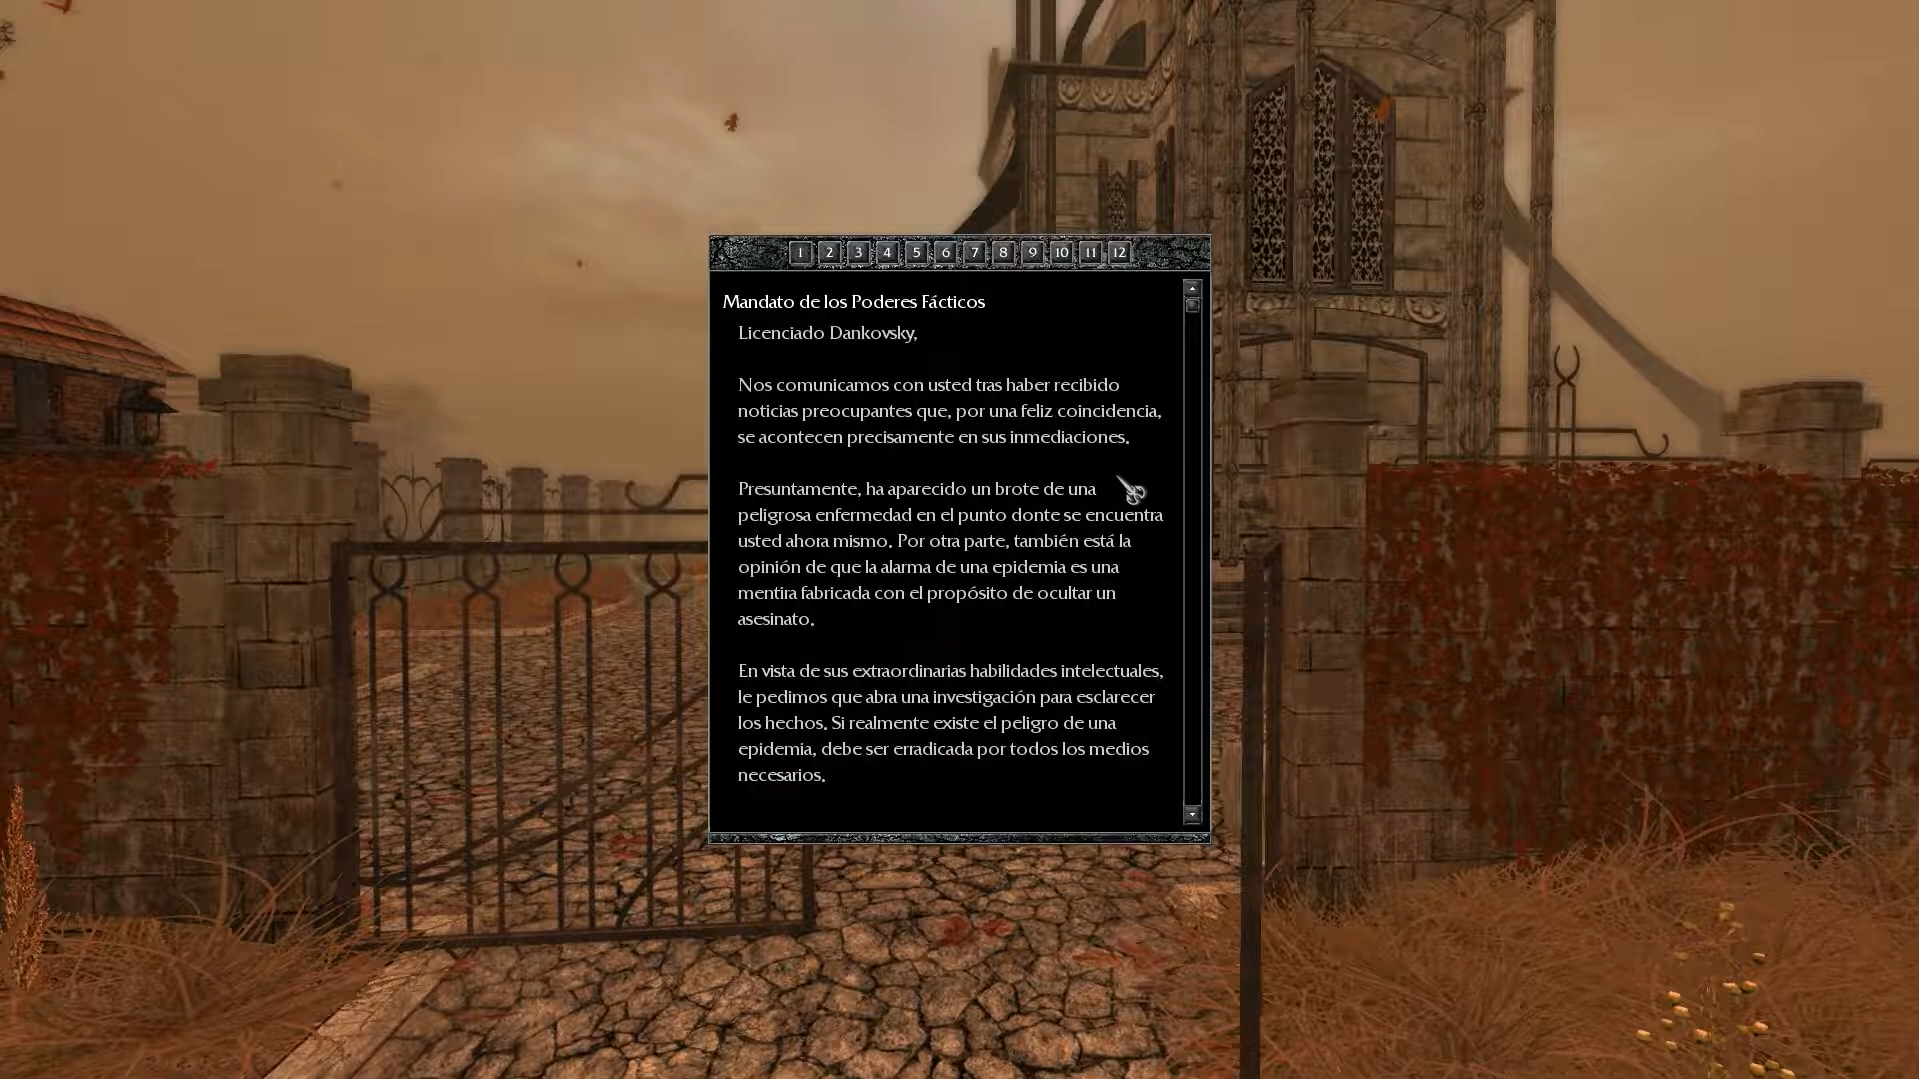 1 2 3 4 5 6 7 8 9 10 11 12
Mandato de los Poderes Fácticos
Licenciado Dankovsky,
Nos comunicamos con usted tras haber recibido
noticias preocupantes que, por una feliz coincidencia,
se acontecen precisamente en sus inmediaciones.
Presuntamente, ha aparecido un brote de una
peligrosa enfermedad en el punto donde se encuentra
usted ahora mismo. Por otra parte, también está la
opinión de que la alarma de una epidemia es una
mentira fabricada con el propósito de ocultar un
asesinato.
En vista de sus extraordinarias habilidades intelectuales,
le pedimos que abra una investigación para esclarecer
los hechos. Si realmente existe el peligro de una
epidemia, debe ser erradicada por todos los medios
necesarios.